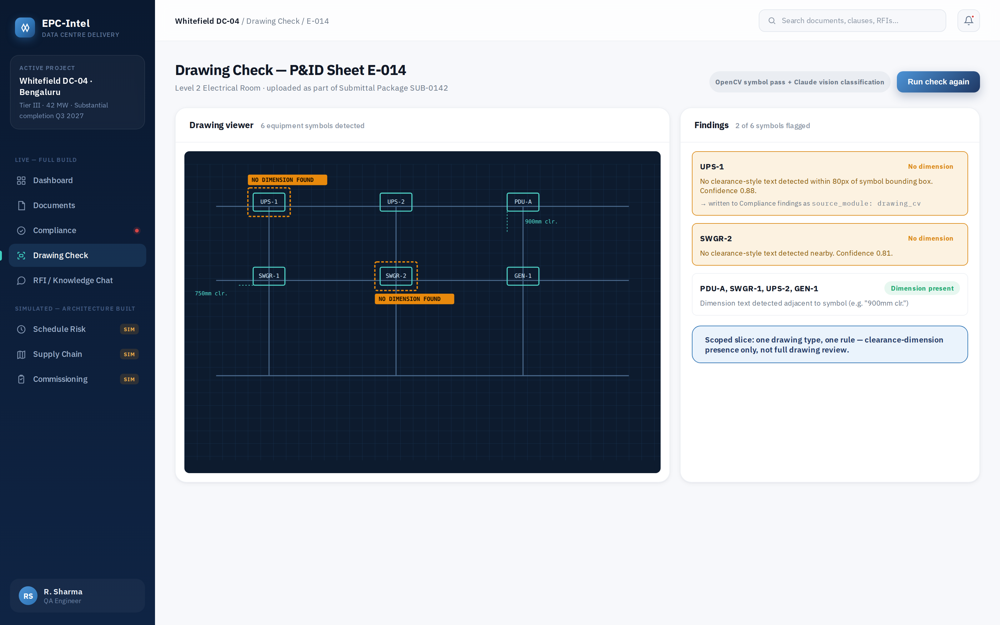 EPC-Intel
DATA CENTRE DELIVERY
ACTIVE PROJECT
Whitefield DC-04 ·
Bengaluru
Tier III · 42 MW · Substantial
completion Q3 2027
LIVE — FULL BUILD
Dashboard
Documents
Compliance
Drawing Check
RFI / Knowledge Chat
SIMULATED — ARCHITECTURE BUILT
Schedule Risk SIM
Supply Chain SIM
Commissioning SIM
RS
R. Sharma
QA Engineer
Whitefield DC-04 / Drawing Check / E-014
Search documents, clauses, RFIs...
Drawing Check — P&ID Sheet E-014
Level 2 Electrical Room · uploaded as part of Submittal Package SUB-0142
OpenCV symbol pass + Claude vision classification
Run check again
Drawing viewer 6 equipment symbols detected
NO DIMENSION FOUND
UPS-1
UPS-2
PDU-A
900mm clr.
SWGR-1
SWGR-2
GEN-1
750mm clr.
NO DIMENSION FOUND
Findings 2 of 6 symbols flagged
UPS-1 No dimension
No clearance-style text detected within 80px of symbol bounding box.
Confidence 0.88.
→ written to Compliance findings as source_module: drawing_cv
SWGR-2 No dimension
No clearance-style text detected nearby. Confidence 0.81.
PDU-A, SWGR-1, UPS-2, GEN-1 Dimension present
Dimension text detected adjacent to symbol (e.g. "900mm clr.")
Scoped slice: one drawing type, one rule — clearance-dimension
presence only, not full drawing review.